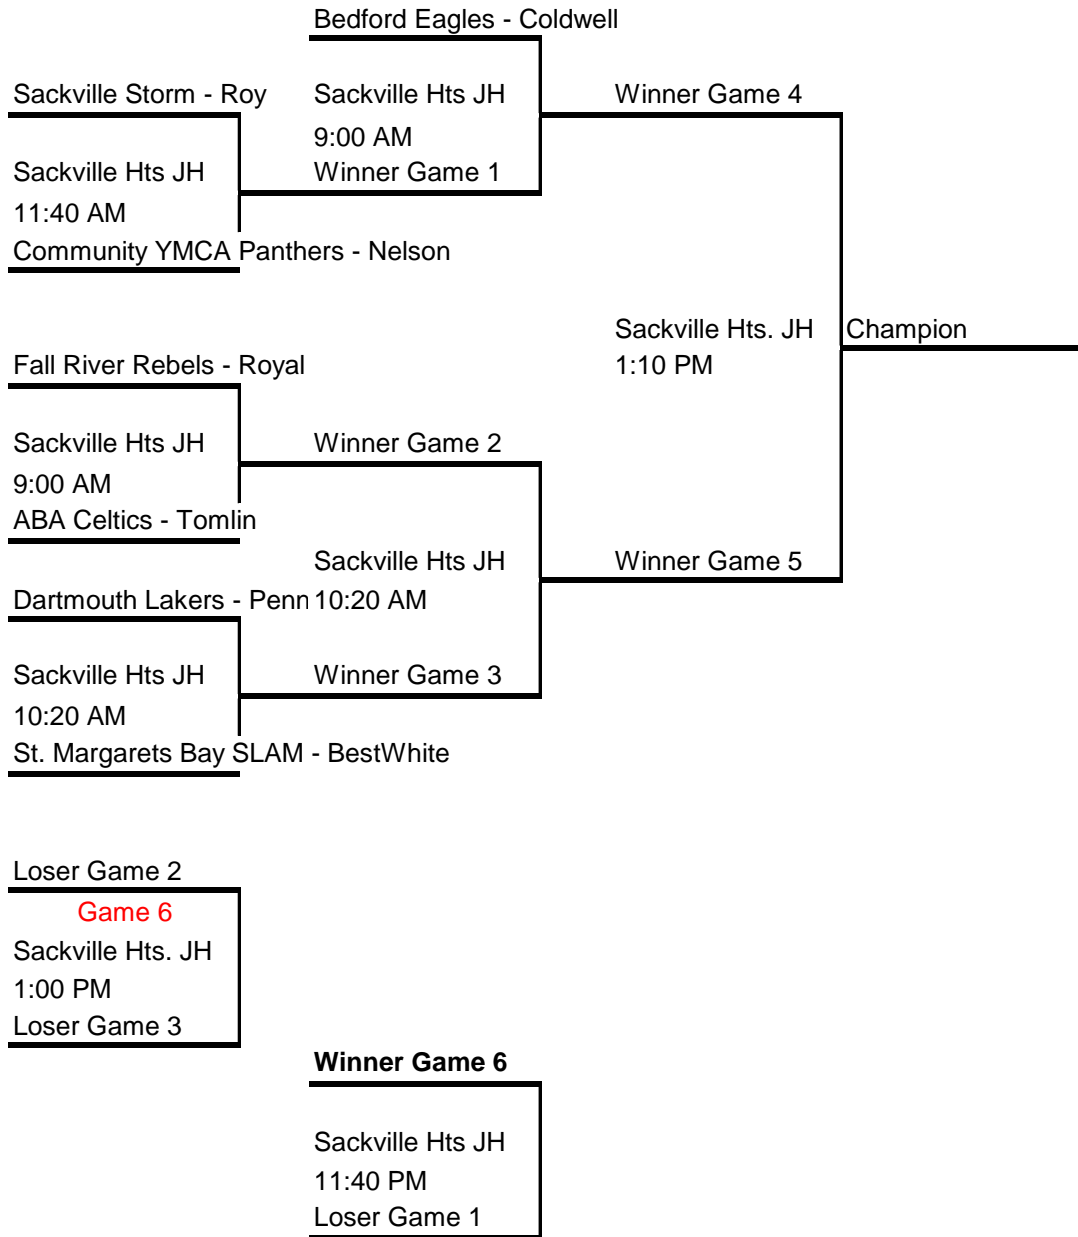 Bedford Eagles - Coldwell
Sackville Storm - Roy
Sackville Hts JH
Winner Game 4
9:00 AM
Sackville Hts JH
Winner Game 1
11:40 AM
Community YMCA Panthers - Nelson
Sackville Hts. JH
Champion
Fall River Rebels - Royal
1:10 PM
Sackville Hts JH
Winner Game 2
9:00 AM
ABA Celtics - Tomlin
Sackville Hts JH
Winner Game 5
Dartmouth Lakers - Penn
10:20 AM
Sackville Hts JH
Winner Game 3
10:20 AM
St. Margarets Bay SLAM - BestWhite
Loser Game 2
Game 6
Sackville Hts. JH
1:00 PM
Loser Game 3
Winner Game 6
Sackville Hts JH
11:40 PM
Loser Game 1